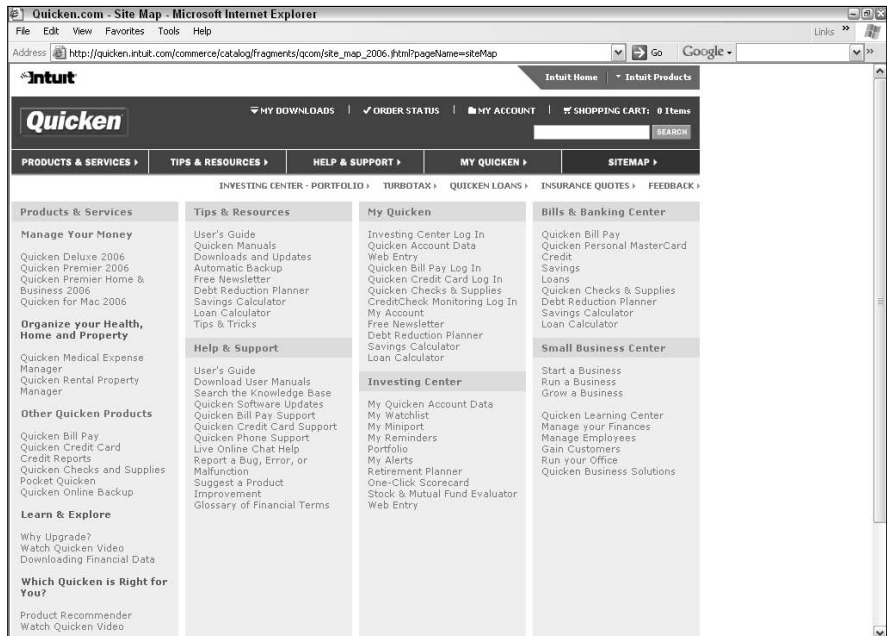 Quicken.com - Site Map - Microsoft Internet Explorer
File Edit View Favorites Tools Help
Links »
Address http://quicken.intuit.com/commerce/catalog/fragments/qcom/site_map_2006.jhtml?pageName=siteMap
Go
Google
»
Intuit
Intuit Home
Intuit Products
Quicken
MY DOWNLOADS | ORDER STATUS | MY ACCOUNT | SHOPPING CART: 0 Items
SEARCH
PRODUCTS & SERVICES
TIPS & RESOURCES
HELP & SUPPORT
MY QUICKEN
SITEMAP
INVESTING CENTER - PORTFOLIO
TURBOTAX
QUICKEN LOANS
INSURANCE QUOTES
FEEDBACK
Products & Services
Manage Your Money
Quicken Deluxe 2006
Quicken Premier 2006
Quicken Premier Home &
Business 2006
Quicken for Mac 2006
Organize your Health,
Home and Property
Quicken Medical Expense
Manager
Quicken Rental Property
Manager
Other Quicken Products
Quicken Bill Pay
Quicken Credit Card
Credit Reports
Quicken Checks and Supplies
Pocket Quicken
Quicken Online Backup
Learn & Explore
Why Upgrade?
Watch Quicken Video
Downloading Financial Data
Which Quicken is Right for
You?
Product Recommender
Watch Quicken Video
Tips & Resources
User's Guide
Quicken Manuals
Downloads and Updates
Automatic Backup
Free Newsletter
Debt Reduction Planner
Savings Calculator
Loan Calculator
Tips & Tricks
Help & Support
User's Guide
Download User Manuals
Search the Knowledge Base
Quicken Software Updates
Quicken Bill Pay Support
Quicken Credit Card Support
Quicken Phone Support
Live Online Chat Help
Report a Bug, Error, or
Malfunction
Suggest a Product
Improvement
Glossary of Financial Terms
My Quicken
Investing Center Log In
Quicken Account Data
Web Entry
Quicken Bill Pay Log In
Quicken Credit Card Log In
Quicken Checks & Supplies
CreditCheck Monitoring Log In
My Account
Free Newsletter
Debt Reduction Planner
Savings Calculator
Loan Calculator
Investing Center
My Quicken Account Data
My Watchlist
My Miniport
My Reminders
Portfolio
My Alerts
Retirement Planner
One-Click Scorecard
Stock & Mutual Fund Evaluator
Web Entry
Bills & Banking Center
Quicken Bill Pay
Quicken Personal MasterCard
Credit
Savings
Loans
Quicken Checks & Supplies
Debt Reduction Planner
Savings Calculator
Loan Calculator
Small Business Center
Start a Business
Run a Business
Grow a Business
Quicken Learning Center
Manage your Finances
Manage Employees
Gain Customers
Run your Office
Quicken Business Solutions